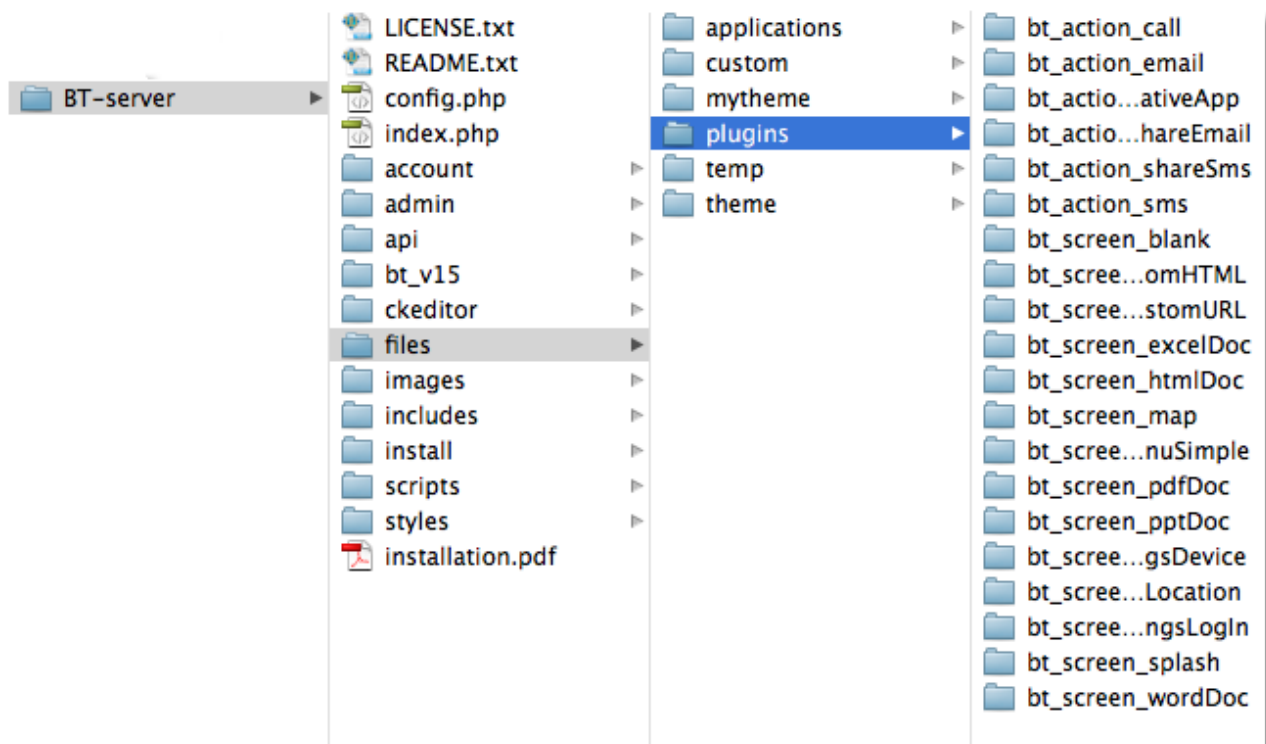 BT-server
LICENSE.txt
README.txt
config.php
index.php
account
admin
api
bt_v15
ckeditor
files
images
includes
install
scripts
styles
installation.pdf
applications
custom
mytheme
plugins
temp
theme
bt_action_call
bt_action_email
bt_actio...ativeApp
bt_actio...hareEmail
bt_action_shareSms
bt_action_sms
bt_screen_blank
bt_scree...omHTML
bt_scree...stomURL
bt_screen_excelDoc
bt_screen_htmlDoc
bt_screen_map
bt_scree...nuSimple
bt_screen_pdfDoc
bt_screen_pptDoc
bt_scree...gsDevice
bt_scree...Location
bt_scree...ngsLogIn
bt_screen_splash
bt_screen_wordDoc